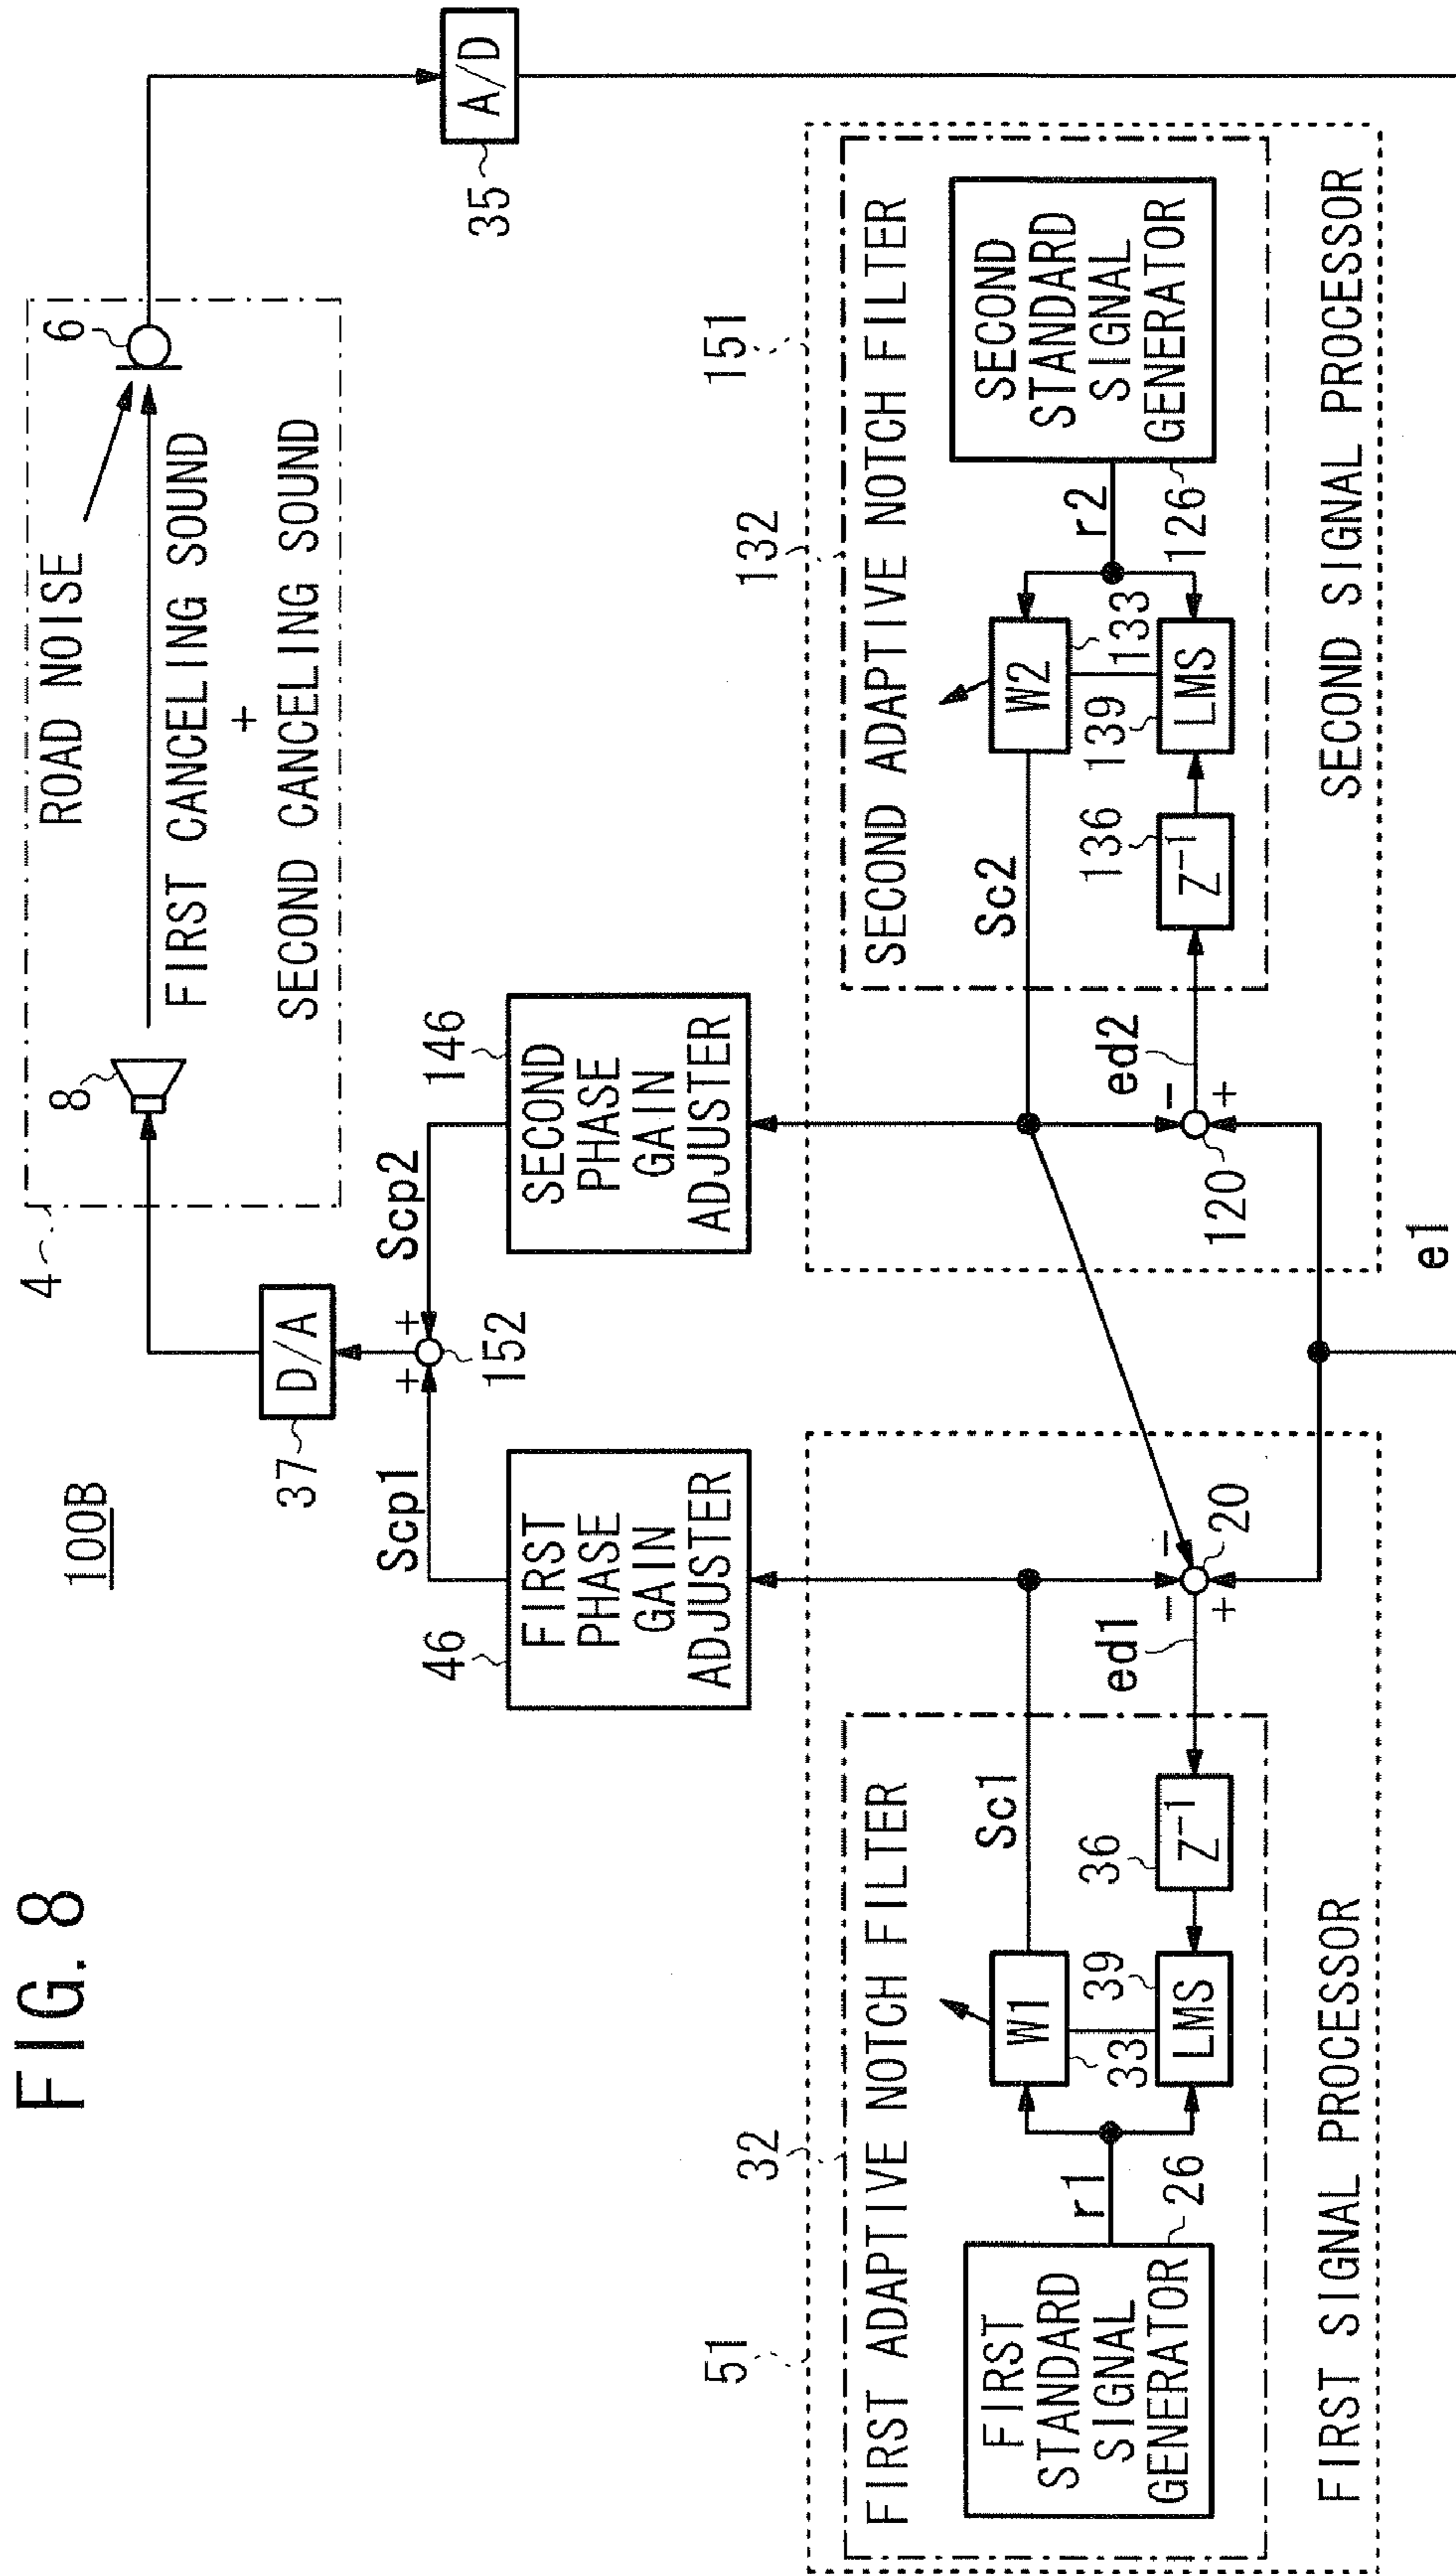 FIG. 8
100B
4
ROAD NOISE
6
8
FIRST CANCELING SOUND
+
SECOND CANCELING SOUND
D/A
37
A/D
35
Scp1
+
+
152
Scp2
46
FIRST
PHASE
GAIN
ADJUSTER
146
SECOND
PHASE
GAIN
ADJUSTER
51
32
FIRST ADAPTIVE NOTCH FILTER
FIRST
STANDARD
SIGNAL
GENERATOR
26
r1
W1
33
39
LMS
36
Z⁻¹
Sc1
ed1
−
−
+
20
FIRST SIGNAL PROCESSOR
151
132
SECOND ADAPTIVE NOTCH FILTER
Sc2
ed2
−
+
120
136
Z⁻¹
W2
133
139
LMS
r2
126
SECOND
STANDARD
SIGNAL
GENERATOR
SECOND SIGNAL PROCESSOR
e1